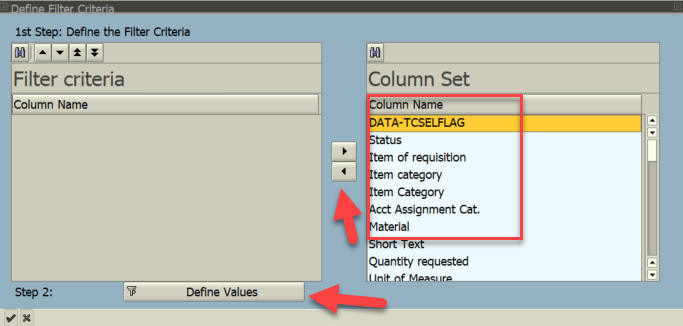 Define Filter Criteria
1st Step: Define the Filter Criteria
Filter criteria
Column Name
Column Set
Column Name
DATA-TCSELFLAG
Status
Item of requisition
Item category
Item Category
Acct Assignment Cat.
Material
Short Text
Quantity requested
Unit of Measure
Step 2:
Define Values